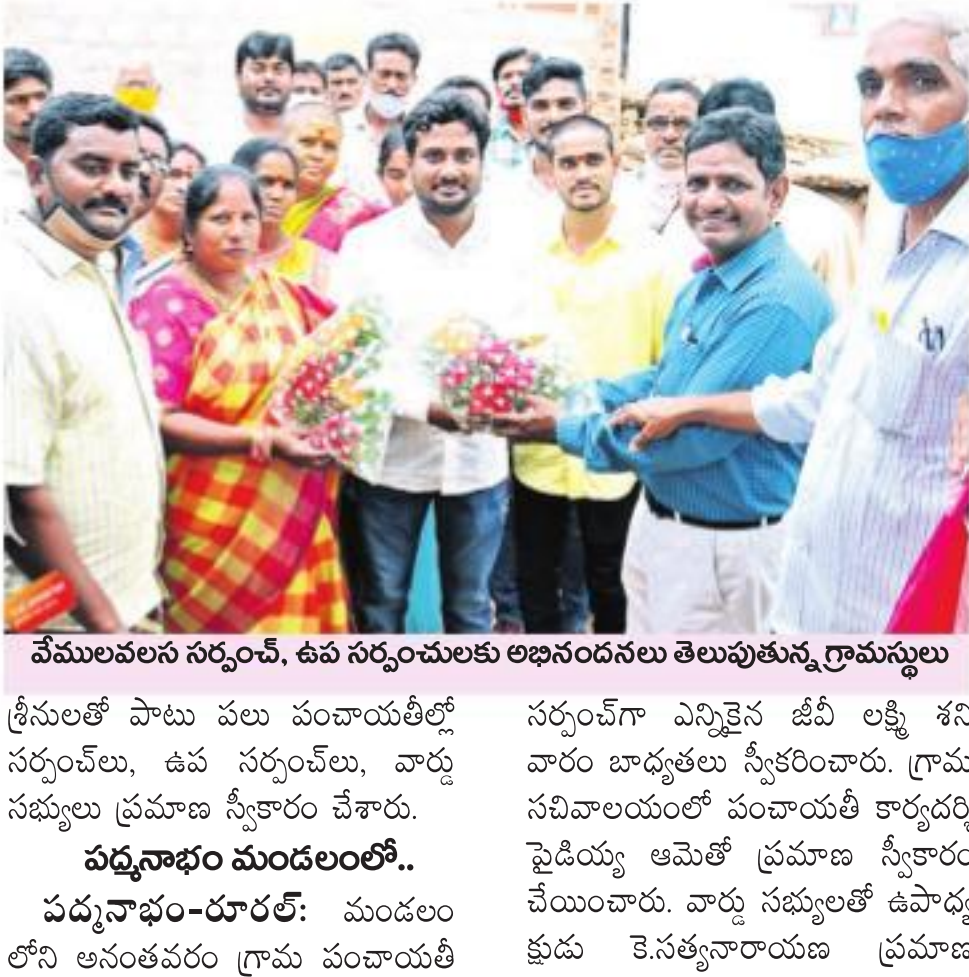 వేములవలస సర్పంచ్, ఉప సర్పంచులకు అభినందనలు తెలుపుతున్న గ్రామస్థులు
శ్రీనులతో పాటు పలు పంచాయతీల్లో
సర్పంచ్‌లు, ఉప సర్పంచ్‌లు, వార్డు
సభ్యులు ప్రమాణ స్వీకారం చేశారు.
పద్మనాభం మండలంలో..
పద్మనాభం-రూరల్: మండలం
లోని అనంతవరం గ్రామ పంచాయతీ
సర్పంచ్‌గా ఎన్నికైన జీవీ లక్ష్మి శని
వారం బాధ్యతలు స్వీకరించారు. గ్రామ
సచివాలయంలో పంచాయతీ కార్యదర్శి
పైడియ్య ఆమెతో ప్రమాణ స్వీకారం
చేయించారు. వార్డు సభ్యులతో ఉపాధ్య
క్షుడు కె.సత్యనారాయణ ప్రమాణ